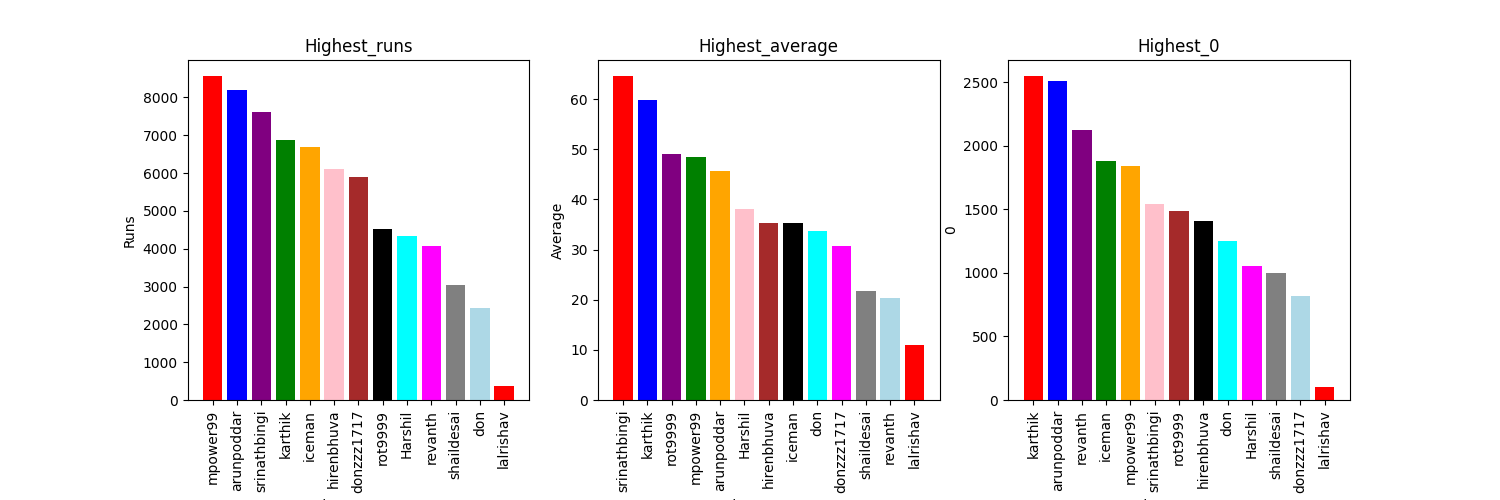 Highest_runs
Runs
8000
7000
6000
5000
4000
3000
2000
1000
0
mpower99
arunpoddar
srinathbingi
karthik
iceman
hirenbhuva
donzzz1717
rot9999
Harshil
revanth
shaildesai
don
lalrishav
Highest_average
Average
60
50
40
30
20
10
0
srinathbingi
karthik
rot9999
mpower99
arunpoddar
Harshil
hirenbhuva
iceman
don
donzzz1717
shaildesai
revanth
lalrishav
Highest_0
0
2500
2000
1500
1000
500
0
karthik
arunpoddar
revanth
iceman
mpower99
srinathbingi
rot9999
hirenbhuva
don
Harshil
shaildesai
donzzz1717
lalrishav